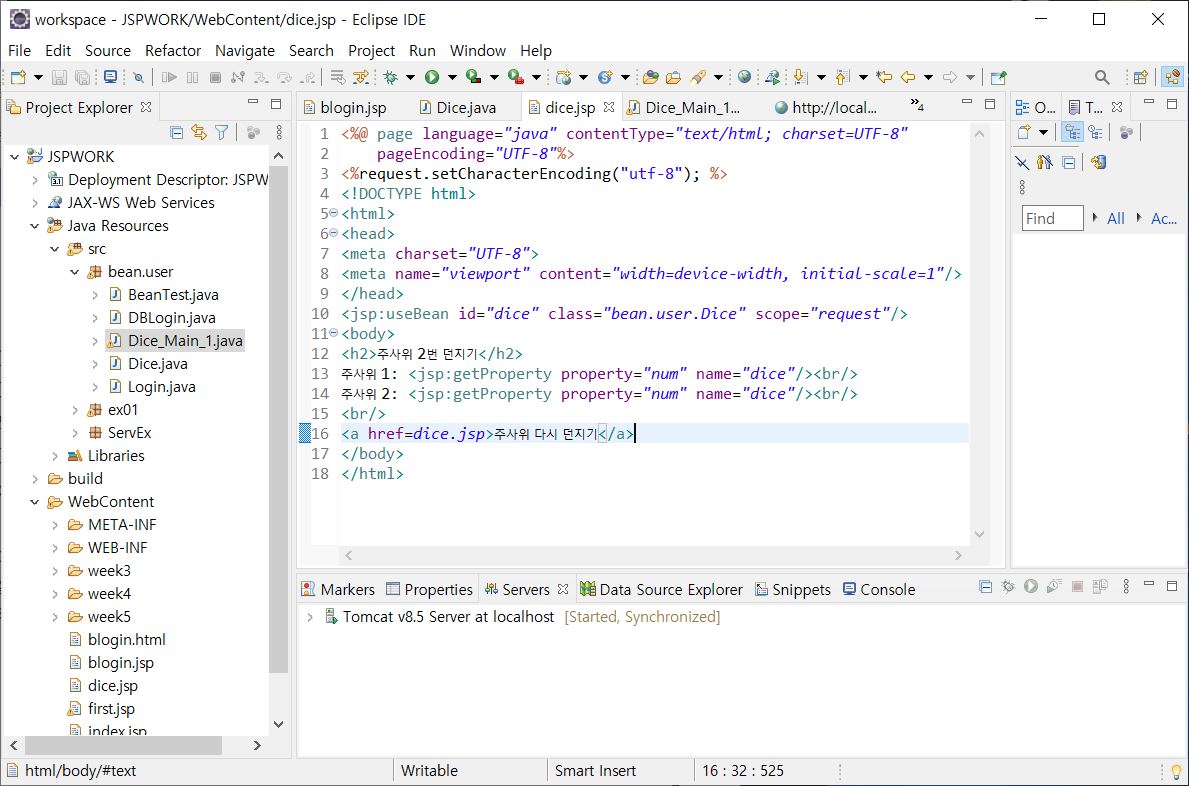 workspace - JSPWORK/WebContent/dice.jsp - Eclipse IDE
File Edit Source Refactor Navigate Search Project Run Window Help
Project Explorer
JSPWORK
Deployment Descriptor: JSPW
JAX-WS Web Services
Java Resources
src
bean.user
BeanTest.java
DBLogin.java
Dice_Main_1.java
Dice.java
Login.java
ex01
ServEx
Libraries
build
WebContent
META-INF
WEB-INF
week3
week4
week5
blogin.html
blogin.jsp
dice.jsp
first.jsp
index.jsp
blogin.jsp Dice.java dice.jsp Dice_Main_1... http://local... »4
1 <%@ page language="java" contentType="text/html; charset=UTF-8"
2 pageEncoding="UTF-8"%>
3 <%request.setCharacterEncoding("utf-8"); %>
4 <!DOCTYPE html>
5 <html>
6 <head>
7 <meta charset="UTF-8">
8 <meta name="viewport" content="width=device-width, initial-scale=1"/>
9 </head>
10 <jsp:useBean id="dice" class="bean.user.Dice" scope="request"/>
11 <body>
12 <h2>주사위 2번 던지기</h2>
13 주사위 1: <jsp:getProperty property="num" name="dice"/><br/>
14 주사위 2: <jsp:getProperty property="num" name="dice"/><br/>
15 <br/>
16 <a href=dice.jsp>주사위 다시 던지기</a>
17 </body>
18 </html>
O... T...
Find All Ac...
Markers Properties Servers Data Source Explorer Snippets Console
Tomcat v8.5 Server at localhost [Started, Synchronized]
html/body/#text Writable Smart Insert 16 : 32 : 525